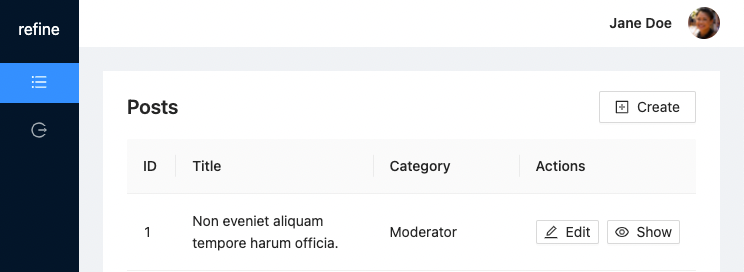 refine
Jane Doe
Posts
Create
ID Title Category Actions
1 Non eveniet aliquam tempore harum officia. Moderator Edit Show